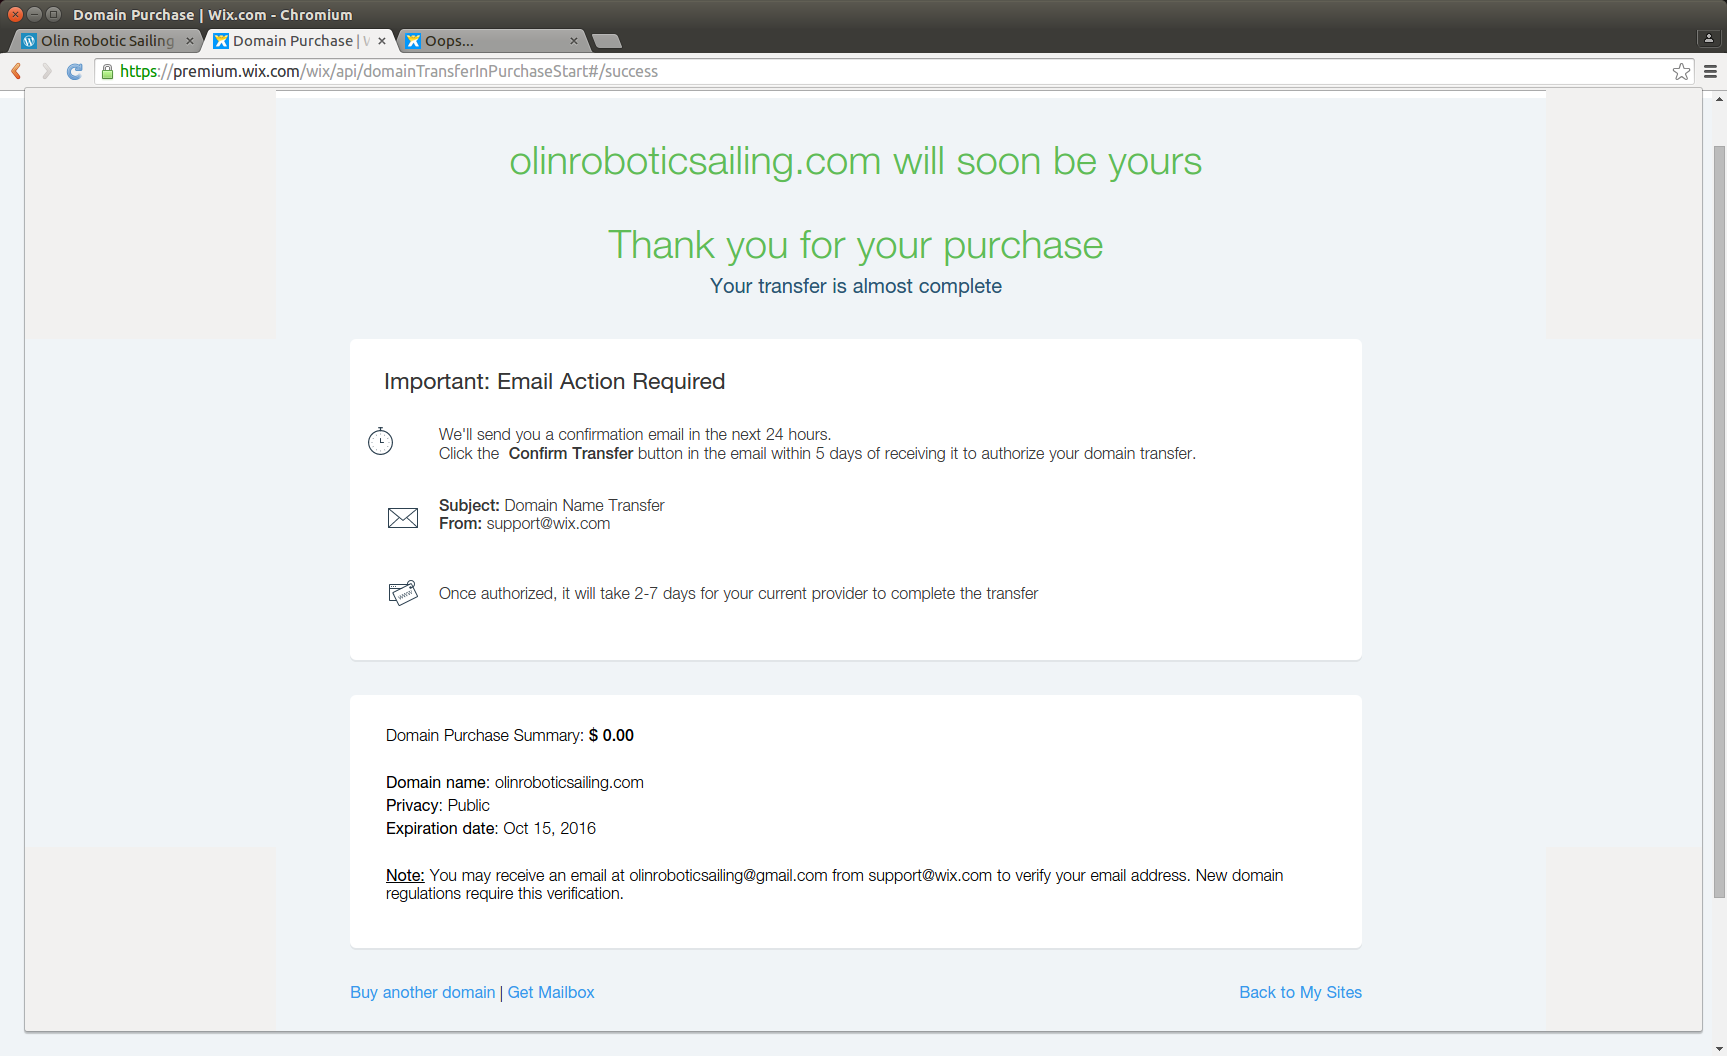 Domain Purchase | Wix.com - Chromium
Olin Robotic Sailing
Domain Purchase |
Oops...
https://premium.wix.com/wix/api/domainTransferInPurchaseStart#/success
olinroboticsailing.com will soon be yours
Thank you for your purchase
Your transfer is almost complete
Important: Email Action Required
We'll send you a confirmation email in the next 24 hours.
Click the Confirm Transfer button in the email within 5 days of receiving it to authorize your domain transfer.
Subject: Domain Name Transfer
From: support@wix.com
www
Once authorized, it will take 2-7 days for your current provider to complete the transfer
Domain Purchase Summary: $ 0.00
Domain name: olinroboticsailing.com
Privacy: Public
Expiration date: Oct 15, 2016
Note: You may receive an email at olinroboticsailing@gmail.com from support@wix.com to verify your email address. New domain
regulations require this verification.
Buy another domain | Get Mailbox
Back to My Sites